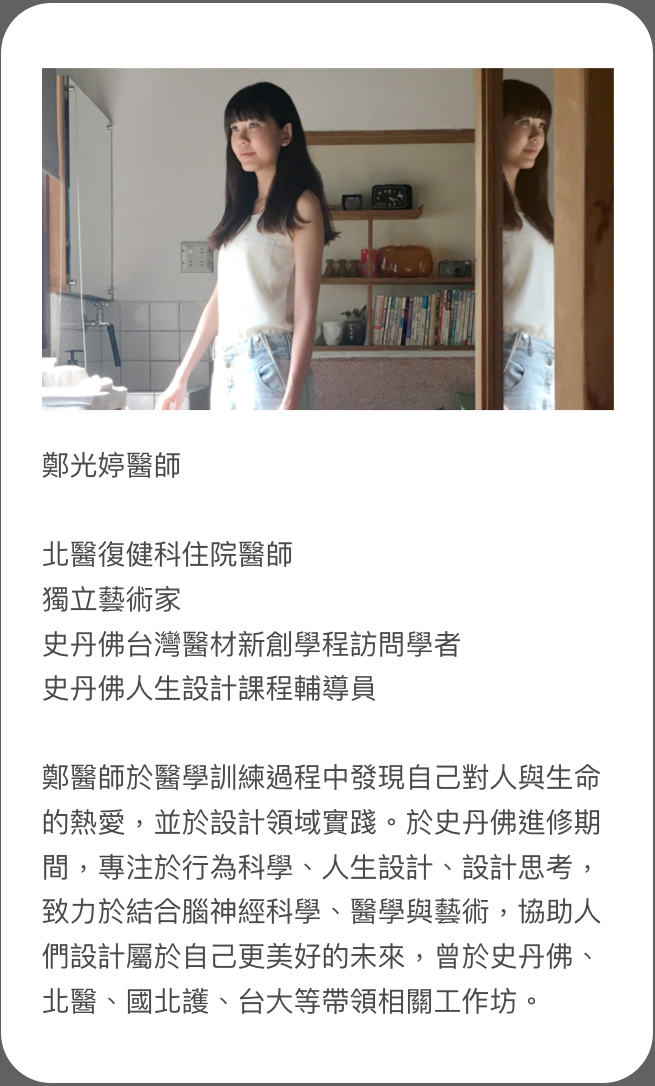 鄭光婷醫師
北醫復健科住院醫師
獨立藝術家
史丹佛台灣醫材新創學程訪問學者
史丹佛人生設計課程輔導員
鄭醫師於醫學訓練過程中發現自己對人與生命
的熱愛，並於設計領域實踐。於史丹佛進修期
間，專注於行為科學、人生設計、設計思考，
致力於結合腦神經科學、醫學與藝術，協助人
們設計屬於自己更美好的未來，曾於史丹佛、
北醫、國北護、台大等帶領相關工作坊。